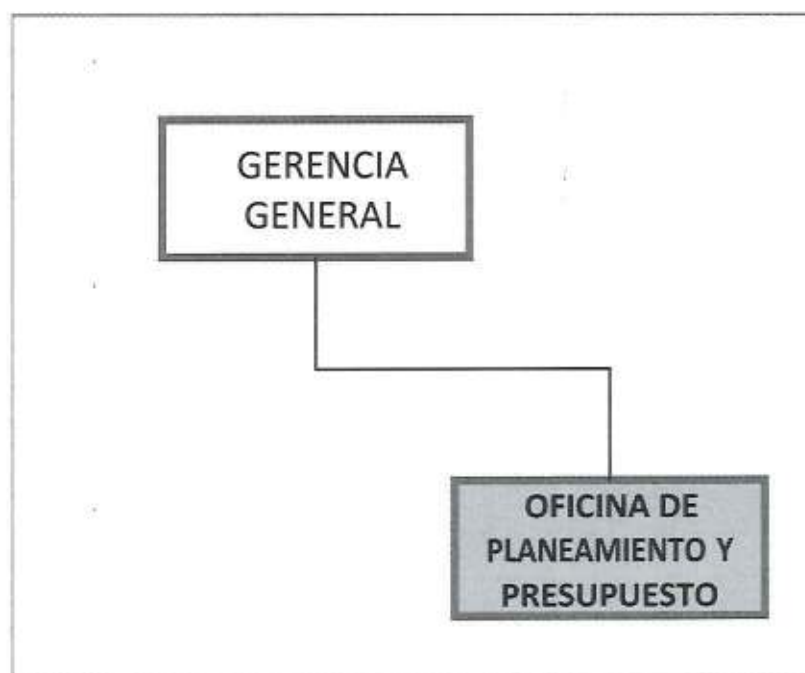 GERENCIA
GENERAL
OFICINA DE
PLANEAMIENTO Y
PRESUPUESTO